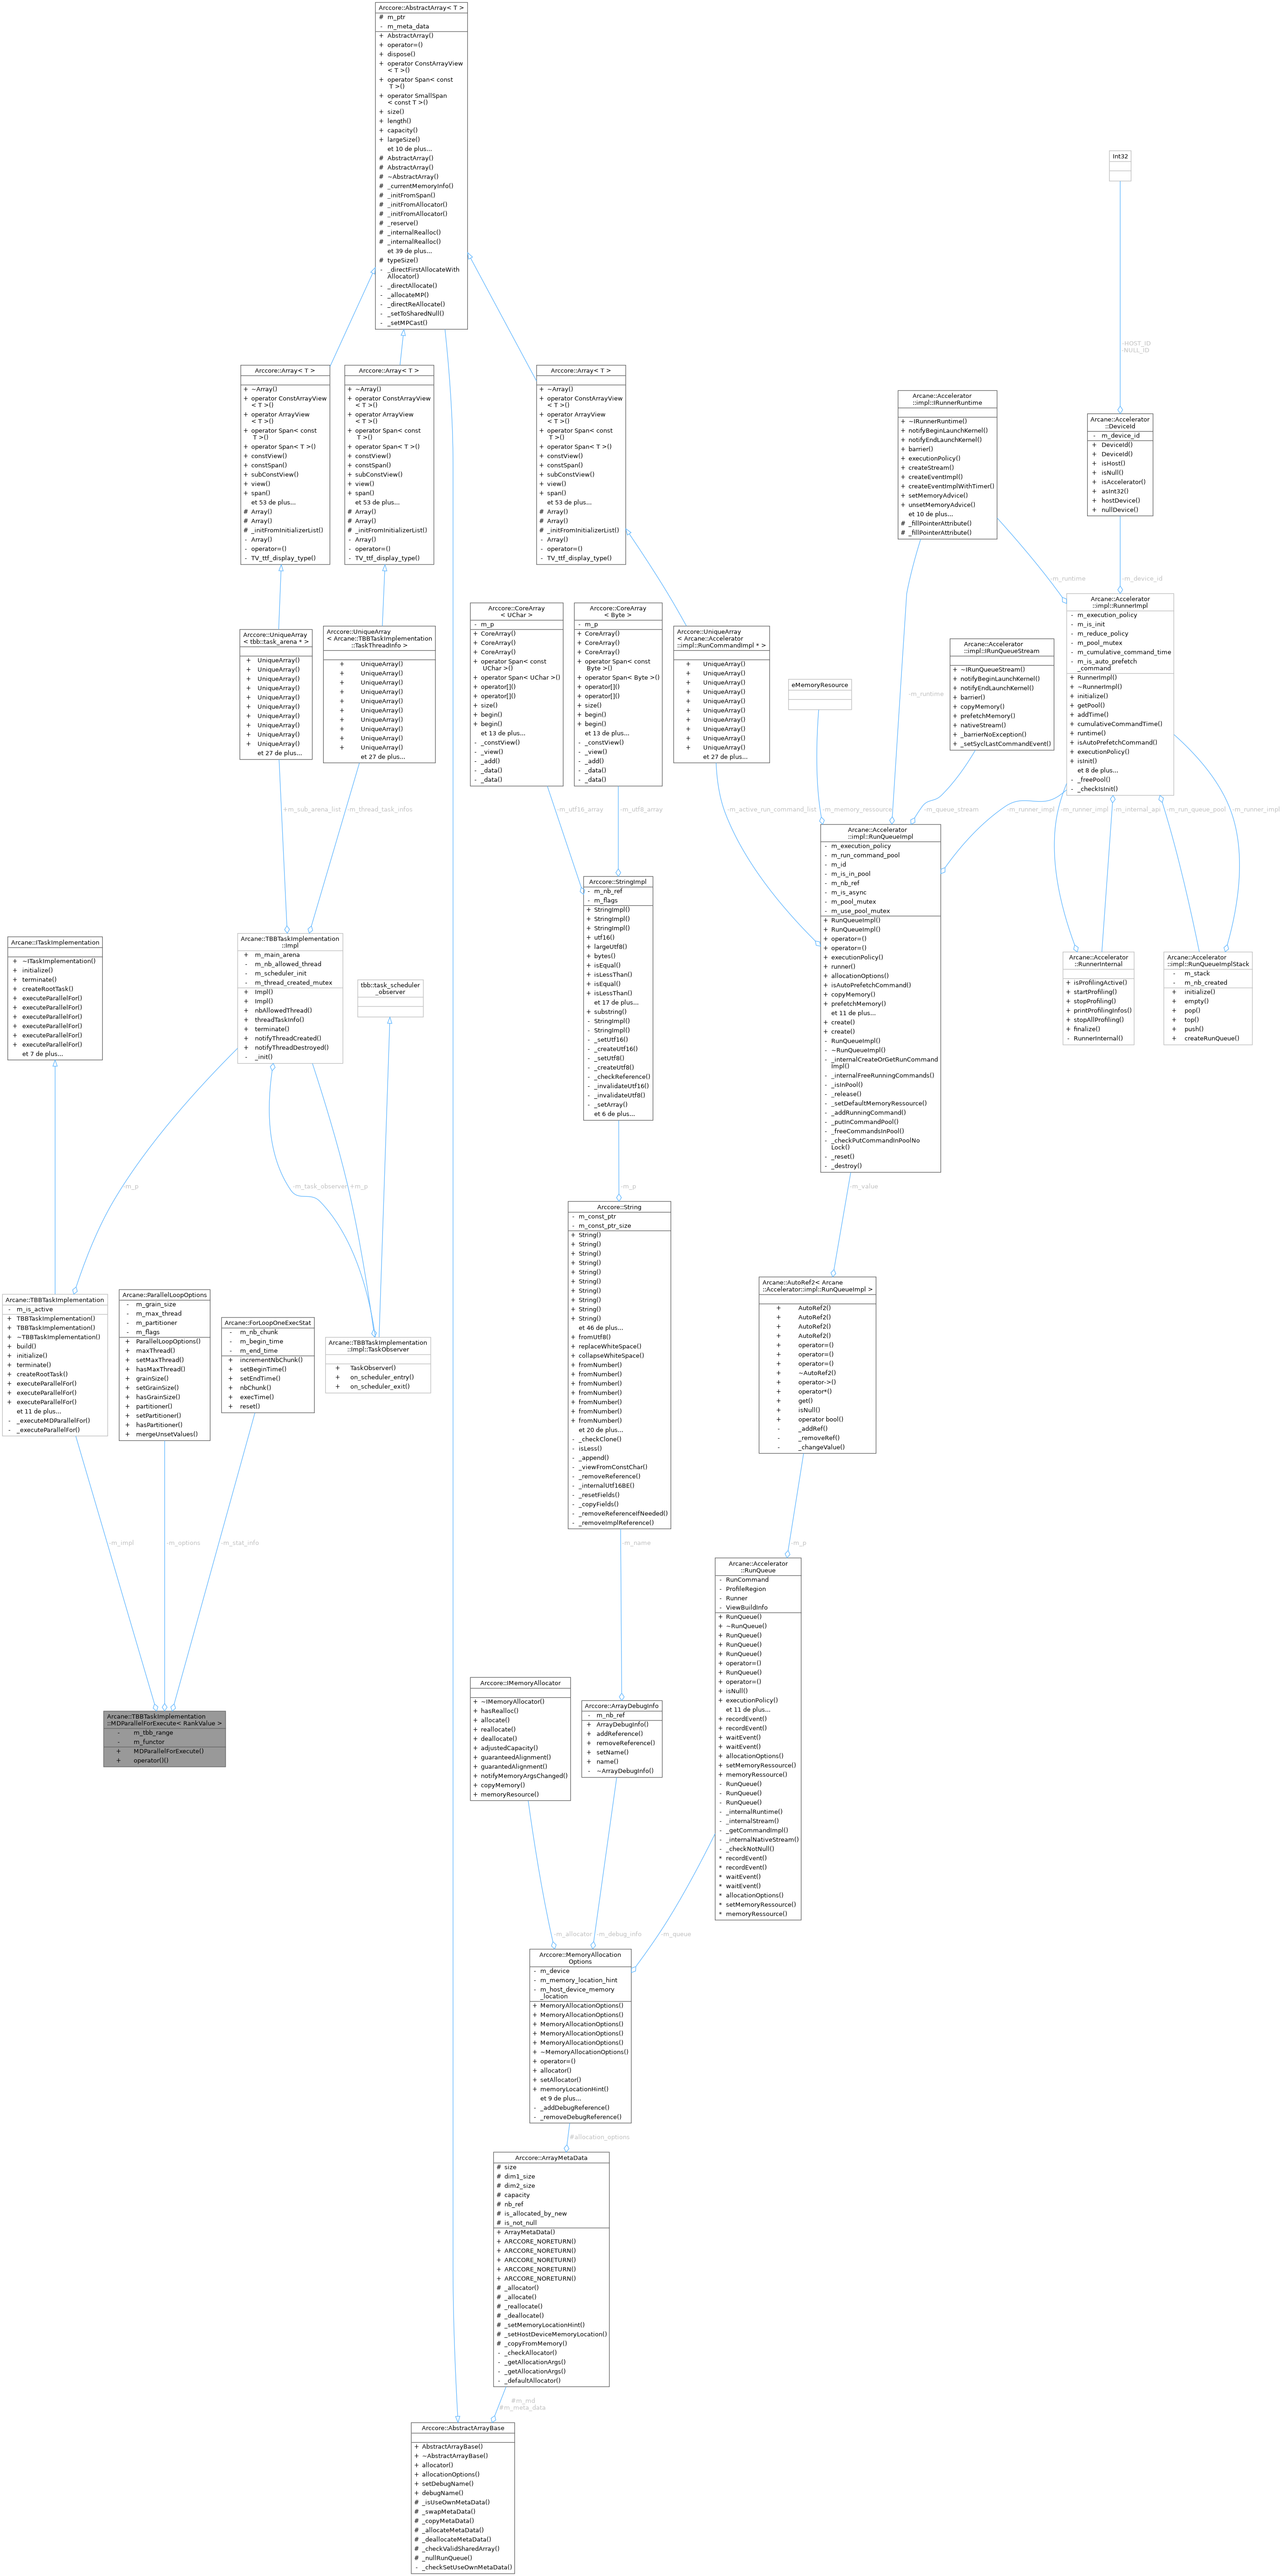 Arccore::AbstractArray< T >
# m_ptr
- m_meta_data
+ AbstractArray()
+ operator=()
+ dispose()
+ operator ConstArrayView
< T >()
+ operator Span< const
T >()
+ operator SmallSpan
< const T >()
+ size()
+ length()
+ capacity()
+ largeSize()
et 10 de plus...
# AbstractArray()
# AbstractArray()
# ~AbstractArray()
# _currentMemoryInfo()
# _initFromSpan()
# _initFromAllocator()
# _initFromAllocator()
# _reserve()
# _internalRealloc()
# _internalRealloc()
et 39 de plus...
# typeSize()
- _directFirstAllocateWith
Allocator()
- _directAllocate()
- _allocateMP()
- _directReAllocate()
- _setToSharedNull()
- _setMPCast()
Int32
-HOST_ID
-NULL_ID
Arccore::Array< T >
+ ~Array()
+ operator ConstArrayView
< T >()
+ operator ArrayView
< T >()
+ operator Span< const
T >()
+ operator Span< T >()
+ constView()
+ constSpan()
+ subConstView()
+ view()
+ span()
et 53 de plus...
# Array()
# Array()
# _initFromInitializerList()
- Array()
- operator=()
- TV_ttf_display_type()
Arccore::Array< T >
+ ~Array()
+ operator ConstArrayView
< T >()
+ operator ArrayView
< T >()
+ operator Span< const
T >()
+ operator Span< T >()
+ constView()
+ constSpan()
+ subConstView()
+ view()
+ span()
et 53 de plus...
# Array()
# Array()
# _initFromInitializerList()
- Array()
- operator=()
- TV_ttf_display_type()
Arccore::Array< T >
+ ~Array()
+ operator ConstArrayView
< T >()
+ operator ArrayView
< T >()
+ operator Span< const
T >()
+ operator Span< T >()
+ constView()
+ constSpan()
+ subConstView()
+ view()
+ span()
et 53 de plus...
# Array()
# Array()
# _initFromInitializerList()
- Array()
- operator=()
- TV_ttf_display_type()
Arcane::Accelerator
::impl::IRunnerRuntime
+ ~IRunnerRuntime()
+ notifyBeginLaunchKernel()
+ notifyEndLaunchKernel()
+ barrier()
+ executionPolicy()
+ createStream()
+ createEventImpl()
+ createEventImplWithTimer()
+ setMemoryAdvice()
+ unsetMemoryAdvice()
et 10 de plus...
# _fillPointerAttribute()
# _fillPointerAttribute()
Arcane::Accelerator
::DeviceId
- m_device_id
+ DeviceId()
+ DeviceId()
+ isHost()
+ isNull()
+ isAccelerator()
+ asInt32()
+ hostDevice()
+ nullDevice()
-m_runtime
-m_device_id
Arccore::UniqueArray
< tbb::task_arena * >
+ UniqueArray()
+ UniqueArray()
+ UniqueArray()
+ UniqueArray()
+ UniqueArray()
+ UniqueArray()
+ UniqueArray()
+ UniqueArray()
+ UniqueArray()
+ UniqueArray()
et 27 de plus...
Arccore::UniqueArray
< Arcane::TBBTaskImplementation
::TaskThreadInfo >
+ UniqueArray()
+ UniqueArray()
+ UniqueArray()
+ UniqueArray()
+ UniqueArray()
+ UniqueArray()
+ UniqueArray()
+ UniqueArray()
+ UniqueArray()
+ UniqueArray()
et 27 de plus...
Arccore::CoreArray
< UChar >
- m_p
+ CoreArray()
+ CoreArray()
+ CoreArray()
+ operator Span< const
UChar >()
+ operator Span< UChar >()
+ operator[]()
+ operator[]()
+ size()
+ begin()
+ begin()
et 13 de plus...
- _constView()
- _view()
- _add()
- _data()
- _data()
Arccore::CoreArray
< Byte >
- m_p
+ CoreArray()
+ CoreArray()
+ CoreArray()
+ operator Span< const
Byte >()
+ operator Span< Byte >()
+ operator[]()
+ operator[]()
+ size()
+ begin()
+ begin()
et 13 de plus...
- _constView()
- _view()
- _add()
- _data()
- _data()
Arccore::UniqueArray
< Arcane::Accelerator
::impl::RunCommandImpl * >
+ UniqueArray()
+ UniqueArray()
+ UniqueArray()
+ UniqueArray()
+ UniqueArray()
+ UniqueArray()
+ UniqueArray()
+ UniqueArray()
+ UniqueArray()
+ UniqueArray()
et 27 de plus...
eMemoryResource
-m_runtime
Arcane::Accelerator
::impl::IRunQueueStream
+ ~IRunQueueStream()
+ notifyBeginLaunchKernel()
+ notifyEndLaunchKernel()
+ barrier()
+ copyMemory()
+ prefetchMemory()
+ nativeStream()
+ _barrierNoException()
+ _setSyclLastCommandEvent()
Arcane::Accelerator
::impl::RunnerImpl
- m_execution_policy
- m_is_init
- m_reduce_policy
- m_pool_mutex
- m_cumulative_command_time
- m_is_auto_prefetch
_command
+ RunnerImpl()
+ ~RunnerImpl()
+ initialize()
+ getPool()
+ addTime()
+ cumulativeCommandTime()
+ runtime()
+ isAutoPrefetchCommand()
+ executionPolicy()
+ isInit()
et 8 de plus...
- _freePool()
- _checkIsInit()
+m_sub_arena_list
-m_thread_task_infos
-m_utf16_array
-m_utf8_array
-m_active_run_command_list
-m_memory_ressource
-m_queue_stream
-m_runner_impl
-m_runner_impl
-m_internal_api
-m_run_queue_pool
-m_runner_impl
Arcane::Accelerator
::impl::RunQueueImpl
- m_execution_policy
- m_run_command_pool
- m_id
- m_is_in_pool
- m_nb_ref
- m_is_async
- m_pool_mutex
- m_use_pool_mutex
+ RunQueueImpl()
+ RunQueueImpl()
+ operator=()
+ operator=()
+ executionPolicy()
+ runner()
+ allocationOptions()
+ isAutoPrefetchCommand()
+ copyMemory()
+ prefetchMemory()
et 11 de plus...
+ create()
+ create()
- RunQueueImpl()
- ~RunQueueImpl()
- _internalCreateOrGetRunCommand
Impl()
- _internalFreeRunningCommands()
- _isInPool()
- _release()
- _setDefaultMemoryRessource()
- _addRunningCommand()
- _putInCommandPool()
- _freeCommandsInPool()
- _checkPutCommandInPoolNo
Lock()
- _reset()
- _destroy()
Arccore::StringImpl
- m_nb_ref
- m_flags
+ StringImpl()
+ StringImpl()
+ StringImpl()
+ utf16()
+ largeUtf8()
+ bytes()
+ isEqual()
+ isLessThan()
+ isEqual()
+ isLessThan()
et 17 de plus...
+ substring()
- StringImpl()
- StringImpl()
- _setUtf16()
- _createUtf16()
- _setUtf8()
- _createUtf8()
- _checkReference()
- _invalidateUtf16()
- _invalidateUtf8()
- _setArray()
et 6 de plus...
Arcane::ITaskImplementation
+ ~ITaskImplementation()
+ initialize()
+ terminate()
+ createRootTask()
+ executeParallelFor()
+ executeParallelFor()
+ executeParallelFor()
+ executeParallelFor()
+ executeParallelFor()
+ executeParallelFor()
et 7 de plus...
Arcane::TBBTaskImplementation
::Impl
+ m_main_arena
- m_nb_allowed_thread
- m_scheduler_init
- m_thread_created_mutex
+ Impl()
+ Impl()
+ nbAllowedThread()
+ threadTaskInfo()
+ terminate()
+ notifyThreadCreated()
+ notifyThreadDestroyed()
- _init()
tbb::task_scheduler
_observer
Arcane::Accelerator
::RunnerInternal
+ isProfilingActive()
+ startProfiling()
+ stopProfiling()
+ printProfilingInfos()
+ stopAllProfiling()
+ finalize()
- RunnerInternal()
Arcane::Accelerator
::impl::RunQueueImplStack
- m_stack
- m_nb_created
+ initialize()
+ empty()
+ pop()
+ top()
+ push()
+ createRunQueue()
-m_p
-m_task_observer
+m_p
-m_p
-m_value
Arccore::String
- m_const_ptr
- m_const_ptr_size
+ String()
+ String()
+ String()
+ String()
+ String()
+ String()
+ String()
+ String()
+ String()
+ String()
et 46 de plus...
+ fromUtf8()
+ replaceWhiteSpace()
+ collapseWhiteSpace()
+ fromNumber()
+ fromNumber()
+ fromNumber()
+ fromNumber()
+ fromNumber()
+ fromNumber()
+ fromNumber()
et 20 de plus...
- _checkClone()
- isLess()
- _append()
- _viewFromConstChar()
- _removeReference()
- _internalUtf16BE()
- _resetFields()
- _copyFields()
- _removeReferenceIfNeeded()
- _removeImplReference()
Arcane::TBBTaskImplementation
- m_is_active
+ TBBTaskImplementation()
+ TBBTaskImplementation()
+ ~TBBTaskImplementation()
+ build()
+ initialize()
+ terminate()
+ createRootTask()
+ executeParallelFor()
+ executeParallelFor()
+ executeParallelFor()
et 11 de plus...
- _executeMDParallelFor()
- _executeParallelFor()
Arcane::ParallelLoopOptions
- m_grain_size
- m_max_thread
- m_partitioner
- m_flags
+ ParallelLoopOptions()
+ maxThread()
+ setMaxThread()
+ hasMaxThread()
+ grainSize()
+ setGrainSize()
+ hasGrainSize()
+ partitioner()
+ setPartitioner()
+ hasPartitioner()
+ mergeUnsetValues()
Arcane::ForLoopOneExecStat
- m_nb_chunk
- m_begin_time
- m_end_time
+ incrementNbChunk()
+ setBeginTime()
+ setEndTime()
+ nbChunk()
+ execTime()
+ reset()
Arcane::TBBTaskImplementation
::Impl::TaskObserver
+ TaskObserver()
+ on_scheduler_entry()
+ on_scheduler_exit()
Arcane::AutoRef2< Arcane
::Accelerator::impl::RunQueueImpl >
+ AutoRef2()
+ AutoRef2()
+ AutoRef2()
+ AutoRef2()
+ operator=()
+ operator=()
+ operator=()
+ ~AutoRef2()
+ operator->()
+ operator*()
+ get()
+ isNull()
+ operator bool()
- _addRef()
- _removeRef()
- _changeValue()
-m_impl
-m_options
-m_stat_info
-m_name
-m_p
Arcane::Accelerator
::RunQueue
- RunCommand
- ProfileRegion
- Runner
- ViewBuildInfo
+ RunQueue()
+ ~RunQueue()
+ RunQueue()
+ RunQueue()
+ RunQueue()
+ operator=()
+ RunQueue()
+ operator=()
+ isNull()
+ executionPolicy()
et 11 de plus...
+ recordEvent()
+ recordEvent()
+ waitEvent()
+ waitEvent()
+ allocationOptions()
+ setMemoryRessource()
+ memoryRessource()
- RunQueue()
- RunQueue()
- RunQueue()
- _internalRuntime()
- _internalStream()
- _getCommandImpl()
- _internalNativeStream()
- _checkNotNull()
* recordEvent()
* recordEvent()
* waitEvent()
* waitEvent()
* allocationOptions()
* setMemoryRessource()
* memoryRessource()
Arcane::TBBTaskImplementation
::MDParallelForExecute< RankValue >
- m_tbb_range
- m_functor
+ MDParallelForExecute()
+ operator()()
Arccore::IMemoryAllocator
+ ~IMemoryAllocator()
+ hasRealloc()
+ allocate()
+ reallocate()
+ deallocate()
+ adjustedCapacity()
+ guaranteedAlignment()
+ guarantedAlignment()
+ notifyMemoryArgsChanged()
+ copyMemory()
+ memoryResource()
Arccore::ArrayDebugInfo
- m_nb_ref
+ ArrayDebugInfo()
+ addReference()
+ removeReference()
+ setName()
+ name()
- ~ArrayDebugInfo()
-m_allocator
-m_debug_info
-m_queue
Arccore::MemoryAllocation
Options
- m_device
- m_memory_location_hint
- m_host_device_memory
_location
+ MemoryAllocationOptions()
+ MemoryAllocationOptions()
+ MemoryAllocationOptions()
+ MemoryAllocationOptions()
+ MemoryAllocationOptions()
+ ~MemoryAllocationOptions()
+ operator=()
+ allocator()
+ setAllocator()
+ memoryLocationHint()
et 9 de plus...
- _addDebugReference()
- _removeDebugReference()
#allocation_options
Arccore::ArrayMetaData
# size
# dim1_size
# dim2_size
# capacity
# nb_ref
# is_allocated_by_new
# is_not_null
+ ArrayMetaData()
+ ARCCORE_NORETURN()
+ ARCCORE_NORETURN()
+ ARCCORE_NORETURN()
+ ARCCORE_NORETURN()
+ ARCCORE_NORETURN()
# _allocator()
# _allocate()
# _reallocate()
# _deallocate()
# _setMemoryLocationHint()
# _setHostDeviceMemoryLocation()
# _copyFromMemory()
- _checkAllocator()
- _getAllocationArgs()
- _getAllocationArgs()
- _defaultAllocator()
#m_md
#m_meta_data
Arccore::AbstractArrayBase
+ AbstractArrayBase()
+ ~AbstractArrayBase()
+ allocator()
+ allocationOptions()
+ setDebugName()
+ debugName()
# _isUseOwnMetaData()
# _swapMetaData()
# _copyMetaData()
# _allocateMetaData()
# _deallocateMetaData()
# _checkValidSharedArray()
# _nullRunQueue()
- _checkSetUseOwnMetaData()